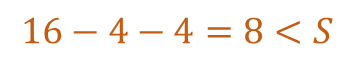 16 − 4 − 4 = 8 < S